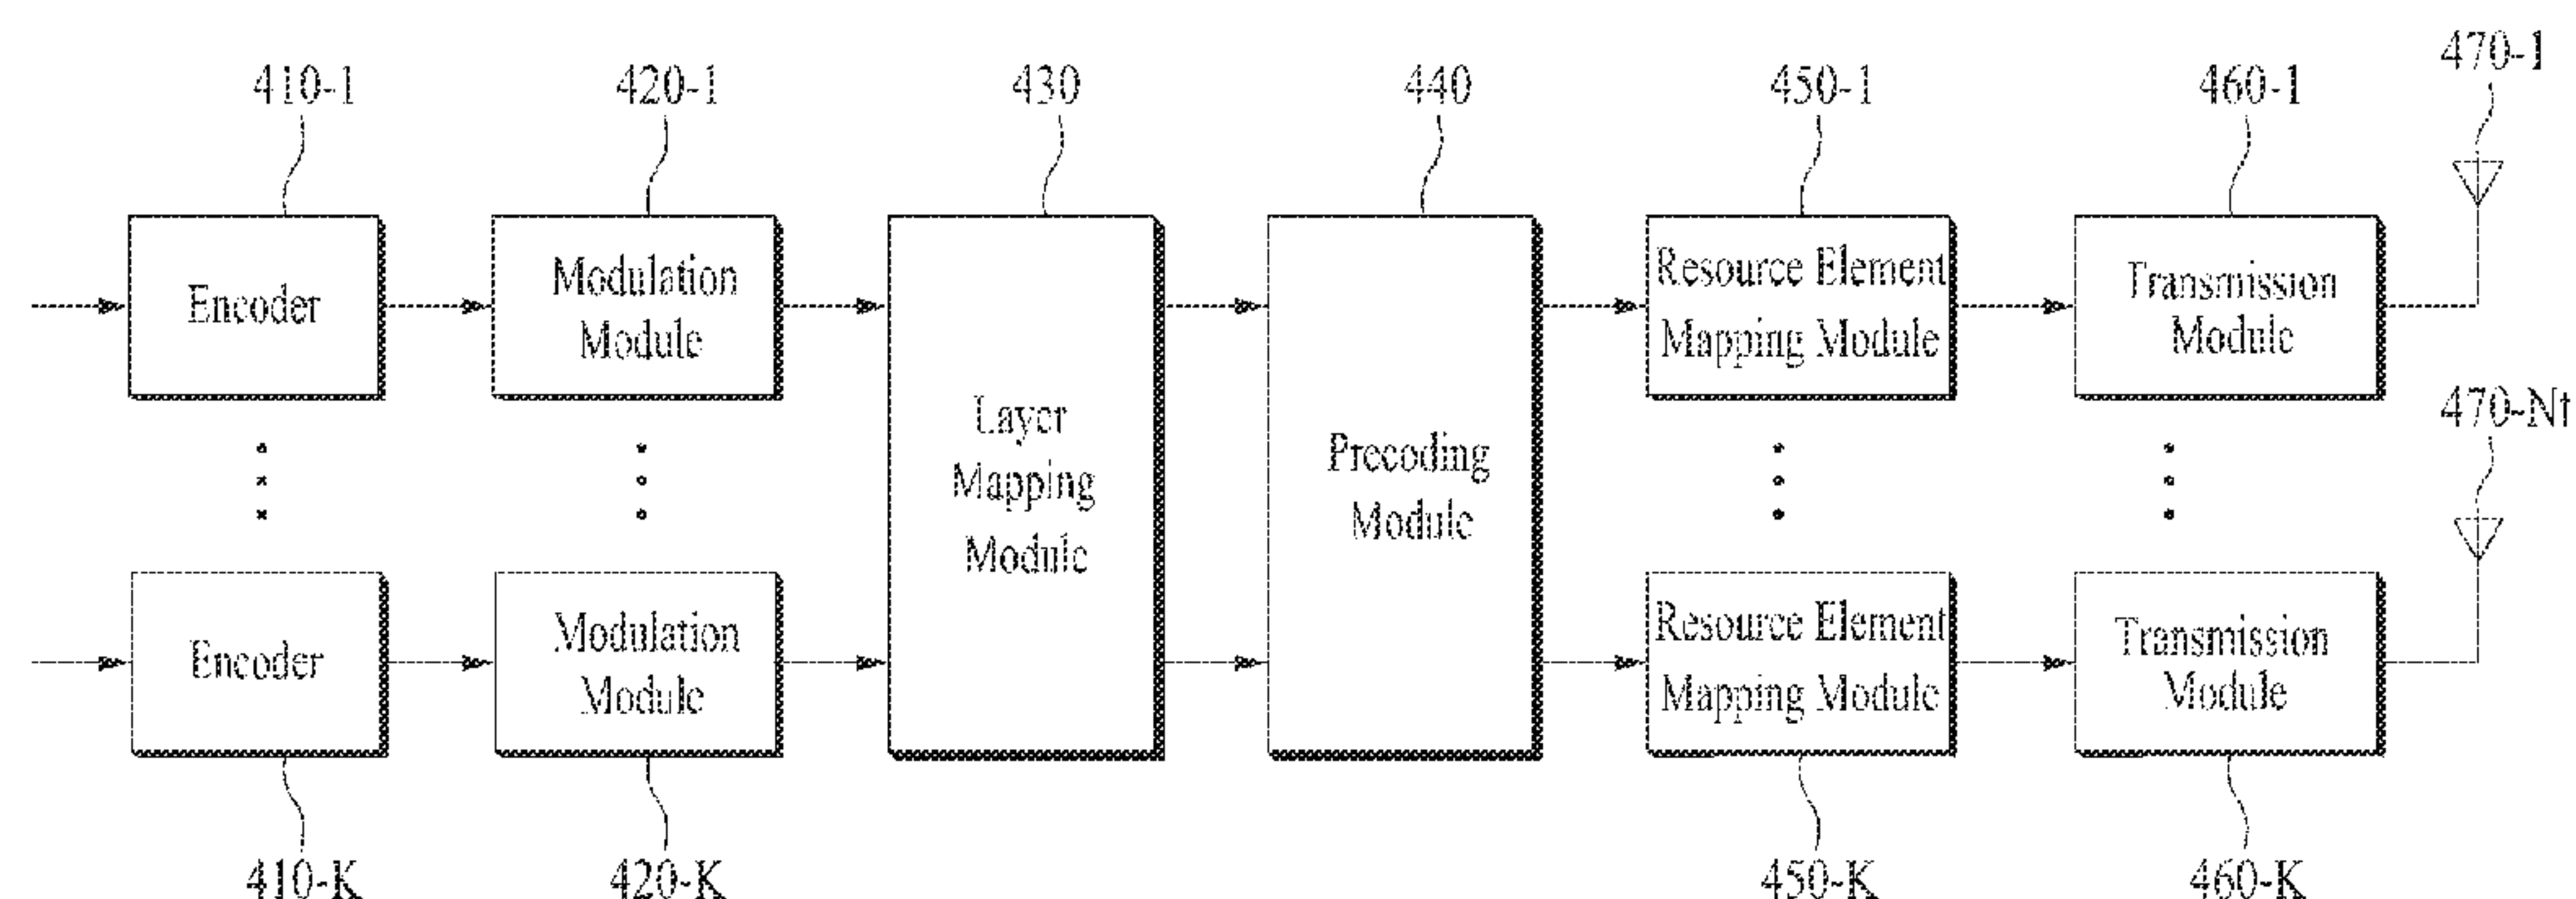 470-1
410-1
420-1
430
440
450-1
460-1
Encoder
Modulation
Module
Layer
Mapping
Module
Precoding
Module
Resource Element
Mapping Module
Transmission
Module
470-Nt
Encoder
Modulation
Module
Resource Element
Mapping Module
Transmission
Module
410-K
420-K
450-K
460-K